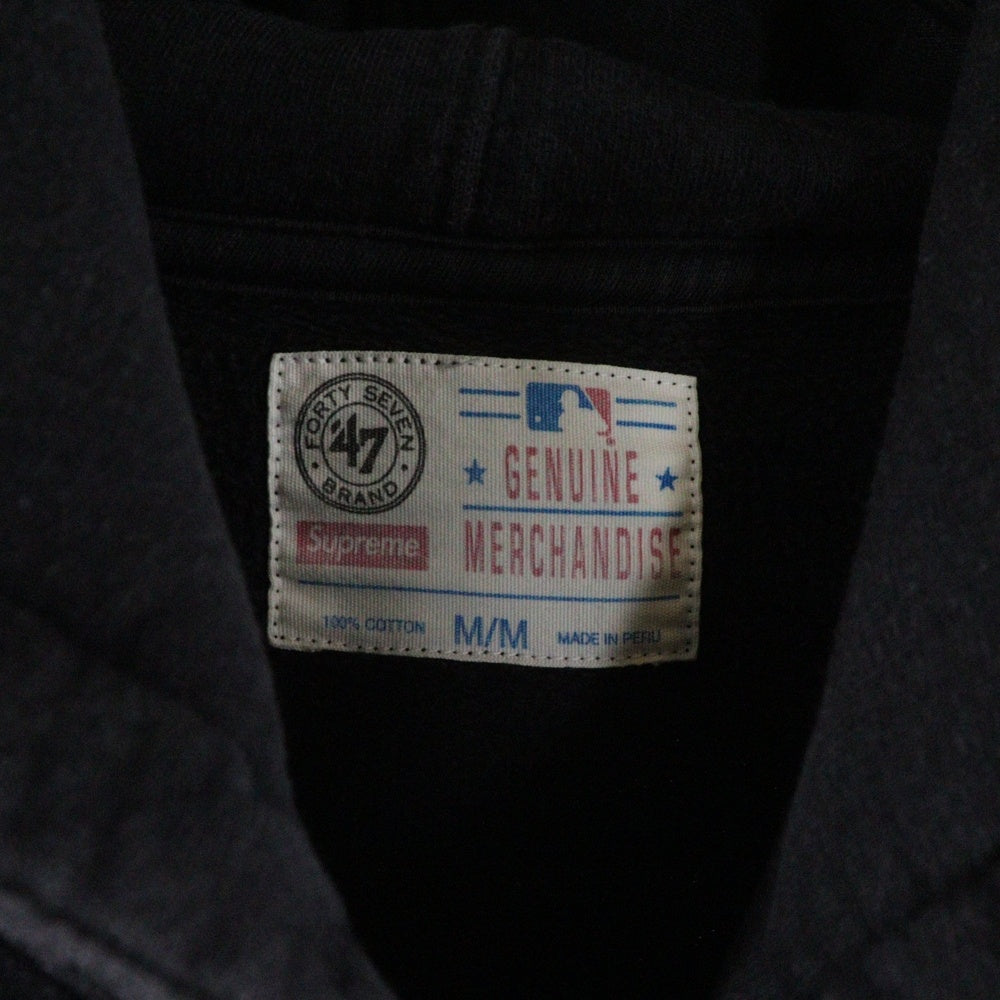 FORTY SEVEN
'47
BRAND
Supreme
GENUINE
MERCHANDISE
100% COTTON
M/M
MADE IN PERU